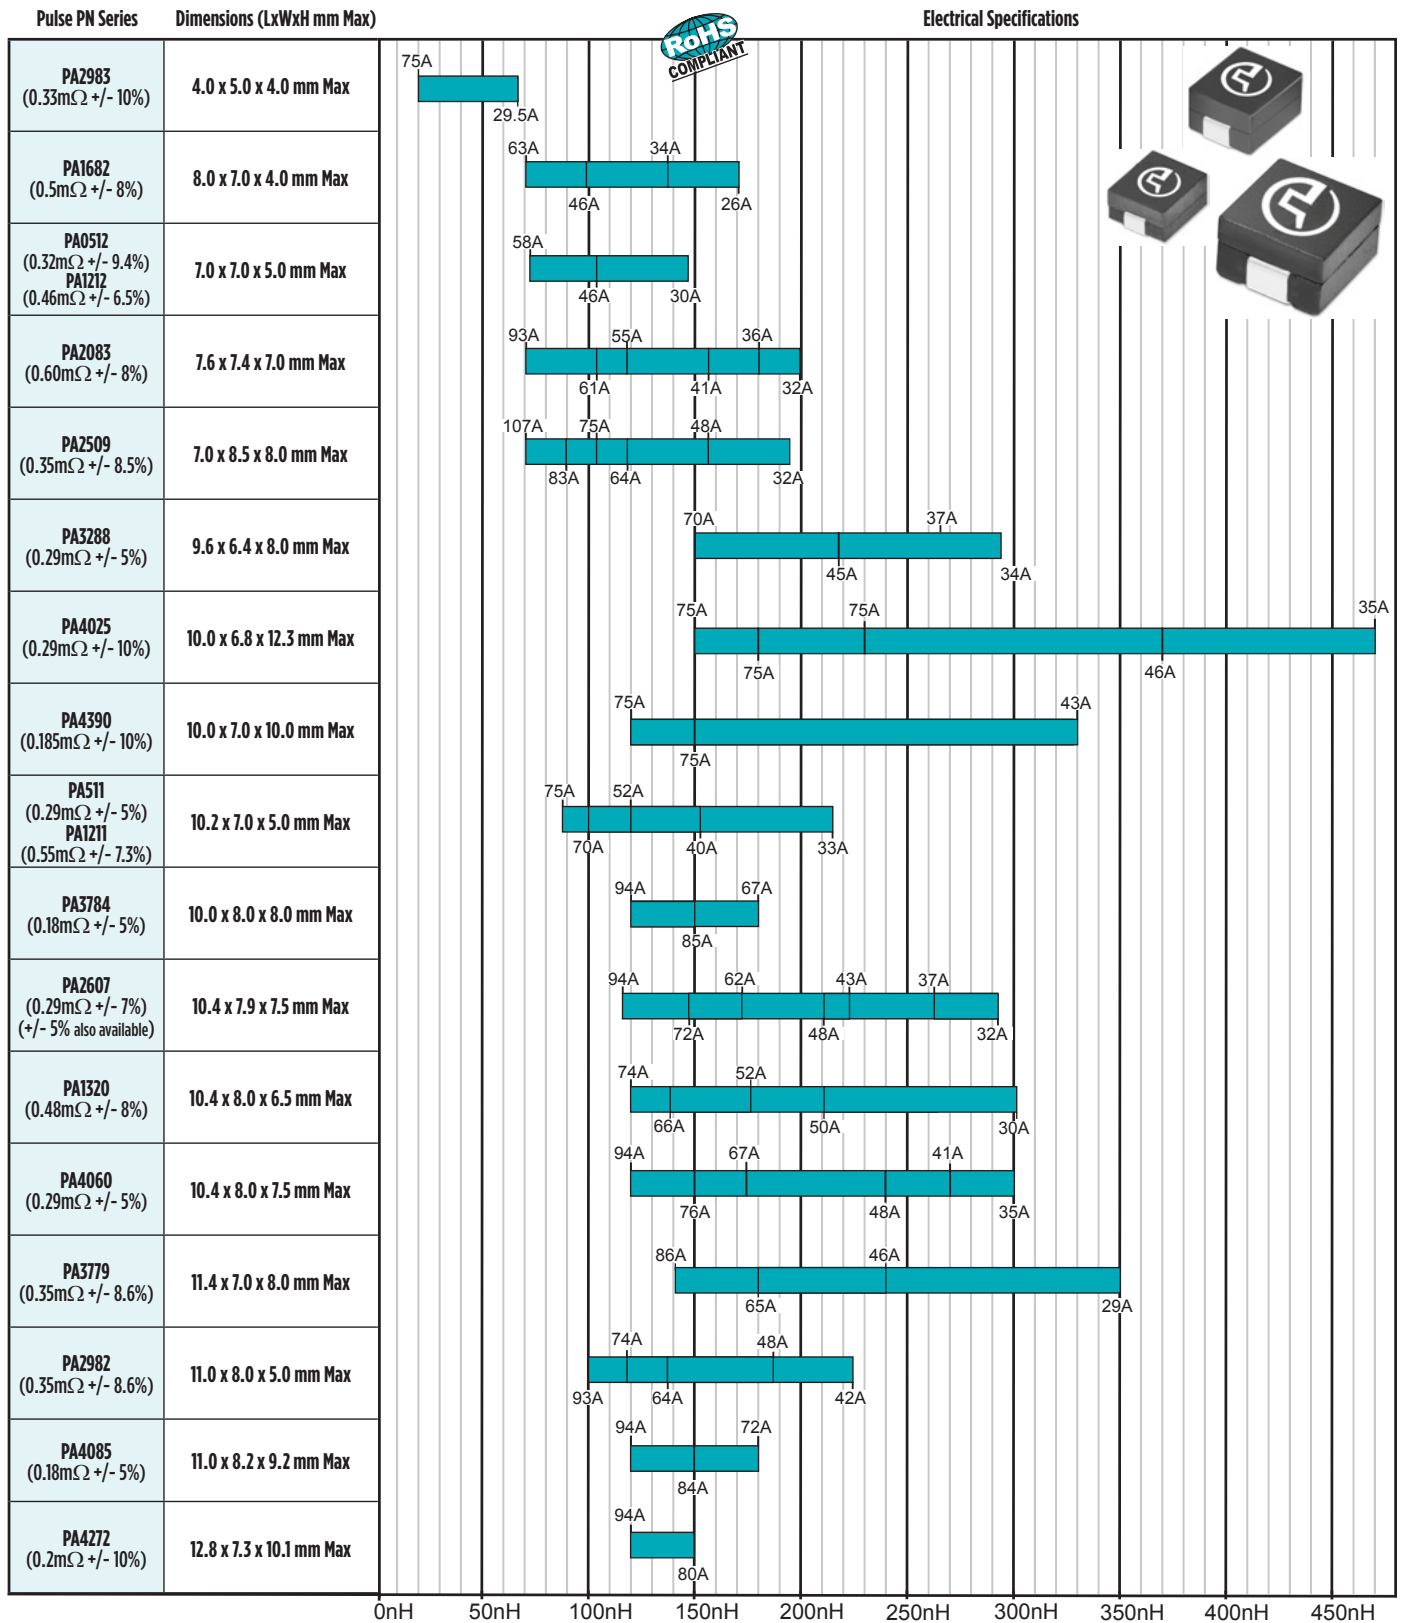 Pulse PN Series Dimensions (LxWxH mm Max) Electrical Specifications
RoHS
COMPLIANT
PA2983
(0.33mΩ +/- 10%)
4.0 x 5.0 x 4.0 mm Max
75A
29.5A
PA1682
(0.5mΩ +/- 8%)
8.0 x 7.0 x 4.0 mm Max
63A 34A
46A 26A
PA0512
(0.32mΩ +/- 9.4%)
PA1212
(0.46mΩ +/- 6.5%)
7.0 x 7.0 x 5.0 mm Max
58A
46A 30A
PA2083
(0.60mΩ +/- 8%)
7.6 x 7.4 x 7.0 mm Max
93A 55A 36A
61A 41A 32A
PA2509
(0.35mΩ +/- 8.5%)
7.0 x 8.5 x 8.0 mm Max
107A 75A 48A
83A 64A 32A
PA3288
(0.29mΩ +/- 5%)
9.6 x 6.4 x 8.0 mm Max
70A 37A
45A 34A
PA4025
(0.29mΩ +/- 10%)
10.0 x 6.8 x 12.3 mm Max
75A 75A 35A
75A 46A
PA4390
(0.185mΩ +/- 10%)
10.0 x 7.0 x 10.0 mm Max
75A 43A
75A
PA511
(0.29mΩ +/- 5%)
PA1211
(0.55mΩ +/- 7.3%)
10.2 x 7.0 x 5.0 mm Max
75A 52A
70A 40A 33A
PA3784
(0.18mΩ +/- 5%)
10.0 x 8.0 x 8.0 mm Max
94A 67A
85A
PA2607
(0.29mΩ +/- 7%)
(+/- 5% also available)
10.4 x 7.9 x 7.5 mm Max
94A 62A 43A 37A
72A 48A 32A
PA1320
(0.48mΩ +/- 8%)
10.4 x 8.0 x 6.5 mm Max
74A 52A
66A 50A 30A
PA4060
(0.29mΩ +/- 5%)
10.4 x 8.0 x 7.5 mm Max
94A 67A 41A
76A 48A 35A
PA3779
(0.35mΩ +/- 8.6%)
11.4 x 7.0 x 8.0 mm Max
86A 46A
65A 29A
PA2982
(0.35mΩ +/- 8.6%)
11.0 x 8.0 x 5.0 mm Max
74A 48A
93A 64A 42A
PA4085
(0.18mΩ +/- 5%)
11.0 x 8.2 x 9.2 mm Max
94A 72A
84A
PA4272
(0.2mΩ +/- 10%)
12.8 x 7.3 x 10.1 mm Max
94A
80A
0nH 50nH 100nH 150nH 200nH 250nH 300nH 350nH 400nH 450nH